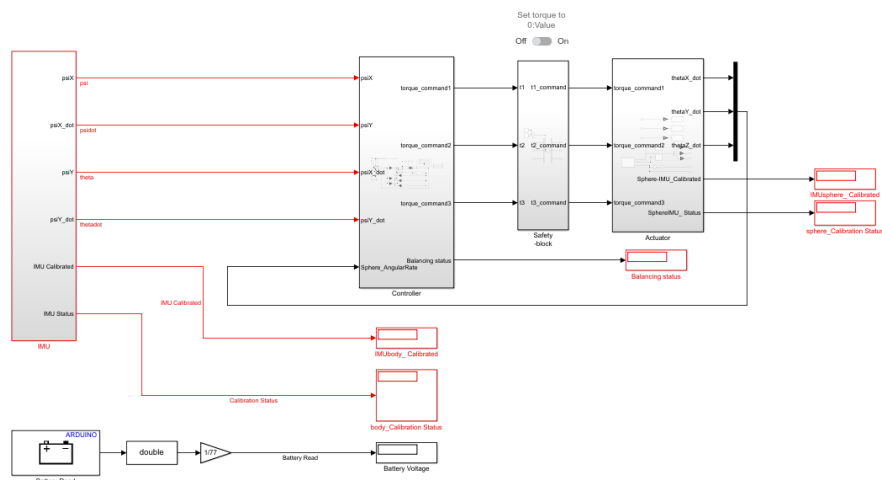 Set torque to
0:Value
Off
On
psiX
psi
psiX_dot
psidot
psiY
theta
psiY_dot
thetadot
IMU Calibrated
IMU Calibrated
IMU Status
Calibration Status
IMU
psiX
psiY
psiX_dot
psiY_dot
Sphere_AngularRate
torque_command1
torque_command2
torque_command3
Balancing status
Controller
t1
t1_command
t2
t2_command
t3
t3_command
Safety
-block
torque_command1
torque_command2
torque_command3
thetaX_dot
thetaY_dot
thetaZ_dot
Sphere-IMU_Calibrated
SphereIMU_ Status
Actuator
IMUsphere_ Calibrated
sphere_Calibration Status
Balancing status
IMUbody_ Calibrated
body_Calibration Status
ARDUINO
double
1/77
Battery Read
Battery Voltage